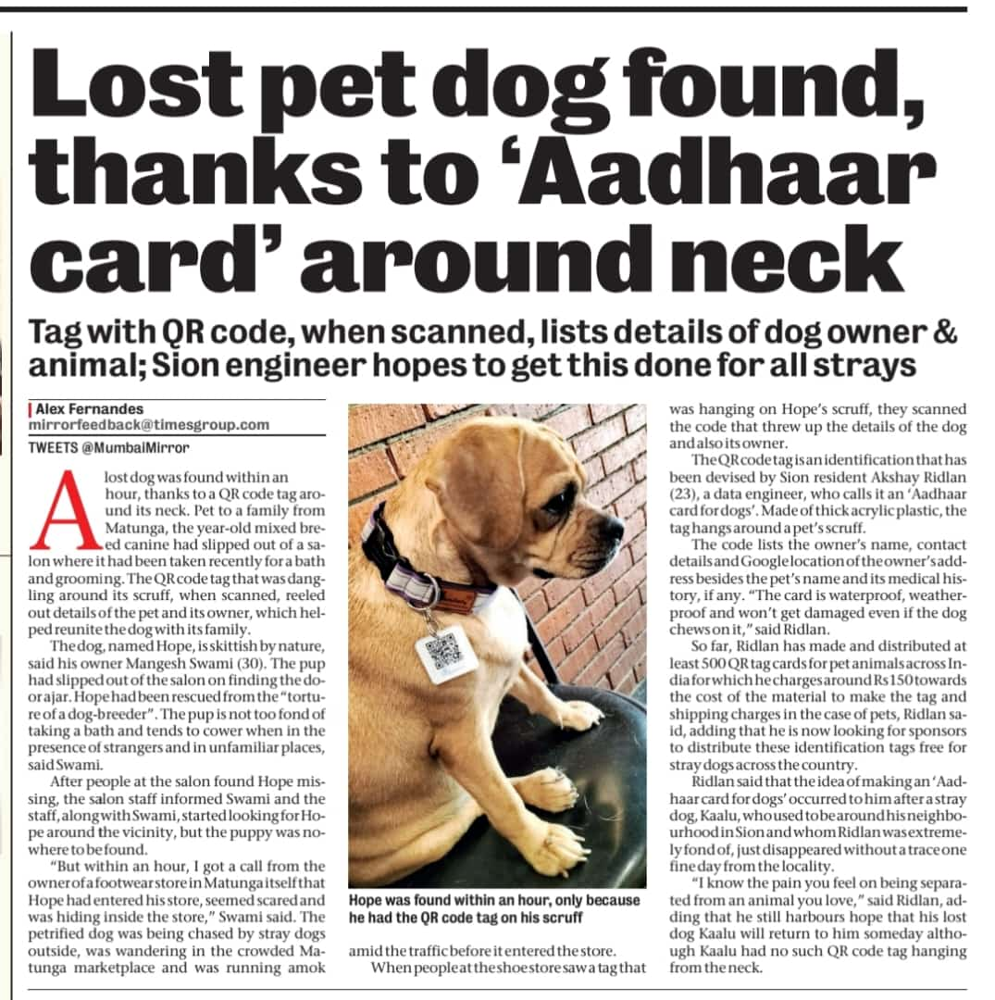 Lost pet dog found,
thanks to ‘Aadhaar
card’ around neck
Tag with QR code, when scanned, lists details of dog owner &
animal; Sion engineer hopes to get this done for all strays
Alex Fernandes
mirrorfeedback@timesgroup.com
TWEETS @MumbaiMirror
A lost dog was found within an
hour, thanks to a QR code tag aro-
und its neck. Pet to a family from
Matunga, the year-old mixed bre-
ed canine had slipped out of a sa-
lon where it had been taken recently for a bath
and grooming. The QR code tag that was dang-
ling around its scruff, when scanned, reeled
out details of the pet and its owner, which hel-
ped reunite the dog with its family.
The dog, named Hope, is skittish by nature,
said his owner Mangesh Swami (30). The pup
had slipped out of the salon on finding the do-
or ajar. Hope had been rescued from the “tortu-
re of a dog-breeder”. The pup is not too fond of
taking a bath and tends to cower when in the
presence of strangers and in unfamiliar places,
said Swami.
After people at the salon found Hope mis-
sing, the salon staff informed Swami and the
staff, along with Swami, started looking for Ho-
pe around the vicinity, but the puppy was no-
where to be found.
“But within an hour, I got a call from the
owner of a footwear store in Matunga itself that
Hope had entered his store, seemed scared and
was hiding inside the store,” Swami said. The
petrified dog was being chased by stray dogs
outside, was wandering in the crowded Ma-
tunga marketplace and was running amok
Hope was found within an hour, only because
he had the QR code tag on his scruff
amid the traffic before it entered the store.
When people at the shoe store saw a tag that
was hanging on Hope’s scruff, they scanned
the code that threw up the details of the dog
and also its owner.
The QR code tag is an identification that has
been devised by Sion resident Akshay Ridlan
(23), a data engineer, who calls it an ‘Aadhaar
card for dogs’. Made of thick acrylic plastic, the
tag hangs around a pet’s scruff.
The code lists the owner’s name, contact
details and Google location of the owner’s add-
ress besides the pet’s name and its medical his-
tory, if any. “The card is waterproof, weather-
proof and won’t get damaged even if the dog
chews on it,” said Ridlan.
So far, Ridlan has made and distributed at
least 500 QR tag cards for pet animals across In-
dia for which he charges around Rs 150 towards
the cost of the material to make the tag and
shipping charges in the case of pets, Ridlan sa-
id, adding that he is now looking for sponsors
to distribute these identification tags free for
stray dogs across the country.
Ridlan said that the idea of making an ‘Aad-
haar card for dogs’ occurred to him after a stray
dog, Kaalu, who used to be around his neighbo-
urhood in Sion and whom Ridlan was extreme-
ly fond of, just disappeared without a trace one
fine day from the locality.
“I know the pain you feel on being separa-
ted from an animal you love,” said Ridlan, ad-
ding that he still harbours hope that his lost
dog Kaalu will return to him someday altho-
ugh Kaalu had no such QR code tag hanging
from the neck.